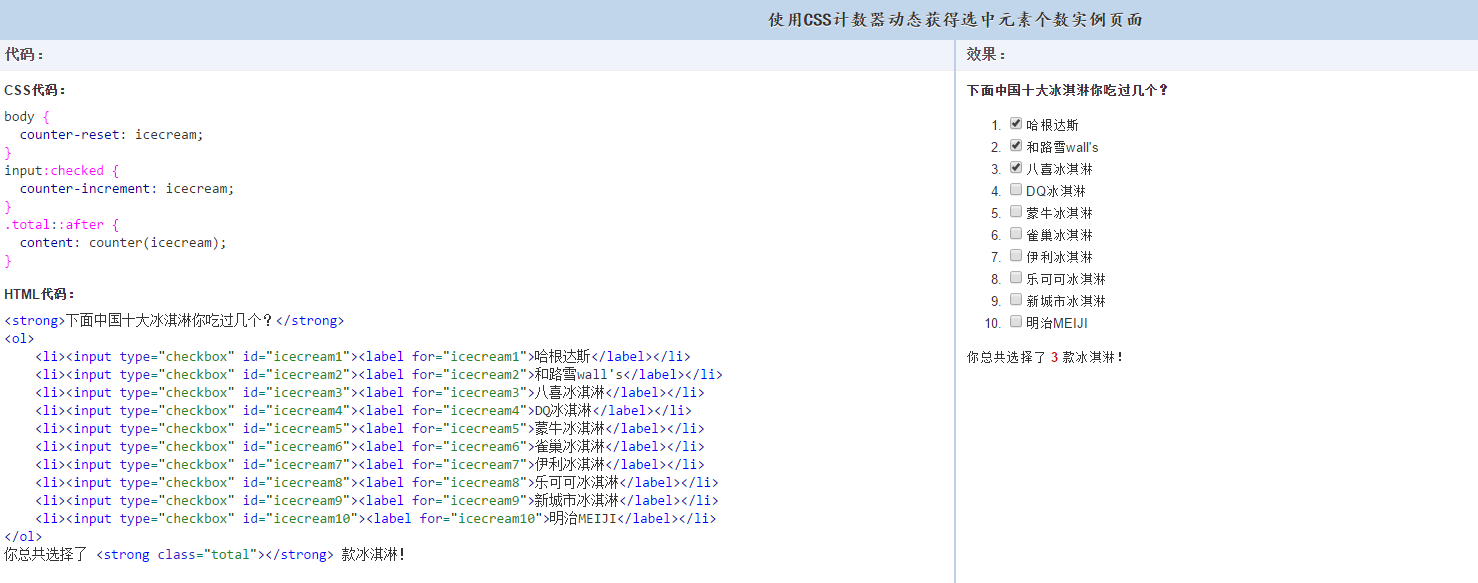 使用CSS计数器动态获得选中元素个数实例页面
代码：
CSS代码：
body {
  counter-reset: icecream;
}
input:checked {
  counter-increment: icecream;
}
.total::after {
  content: counter(icecream);
}
HTML代码：
<strong>下面中国十大冰淇淋你吃过几个？</strong>
<ol>
    <li><input type="checkbox" id="icecream1"><label for="icecream1">哈根达斯</label></li>
    <li><input type="checkbox" id="icecream2"><label for="icecream2">和路雪wall's</label></li>
    <li><input type="checkbox" id="icecream3"><label for="icecream3">八喜冰淇淋</label></li>
    <li><input type="checkbox" id="icecream4"><label for="icecream4">DQ冰淇淋</label></li>
    <li><input type="checkbox" id="icecream5"><label for="icecream5">蒙牛冰淇淋</label></li>
    <li><input type="checkbox" id="icecream6"><label for="icecream6">雀巢冰淇淋</label></li>
    <li><input type="checkbox" id="icecream7"><label for="icecream7">伊利冰淇淋</label></li>
    <li><input type="checkbox" id="icecream8"><label for="icecream8">乐可可冰淇淋</label></li>
    <li><input type="checkbox" id="icecream9"><label for="icecream9">新城市冰淇淋</label></li>
    <li><input type="checkbox" id="icecream10"><label for="icecream10">明治MEIJI</label></li>
</ol>
你总共选择了 <strong class="total"></strong> 款冰淇淋！
效果：
下面中国十大冰淇淋你吃过几个？
1. 哈根达斯
2. 和路雪wall's
3. 八喜冰淇淋
4. DQ冰淇淋
5. 蒙牛冰淇淋
6. 雀巢冰淇淋
7. 伊利冰淇淋
8. 乐可可冰淇淋
9. 新城市冰淇淋
10. 明治MEIJI
你总共选择了 3 款冰淇淋！